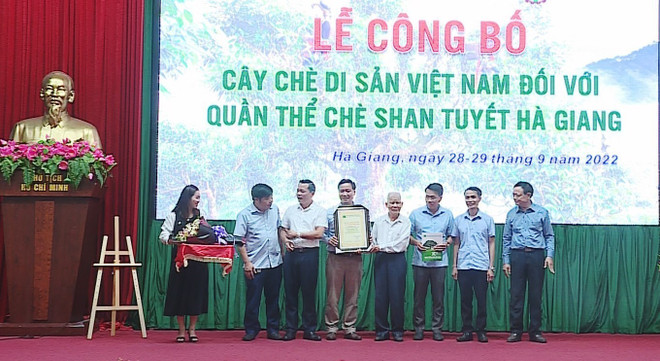 LỄ CÔNG BỐ
CÂY CHÈ DI SẢN VIỆT NAM ĐỐI VỚI
QUẦN THỂ CHÈ SHAN TUYẾT HÀ GIANG
Hà Giang, ngày 28-29 tháng 9 năm 2022
CHỦ TỊCH
HỒ CHÍ MINH